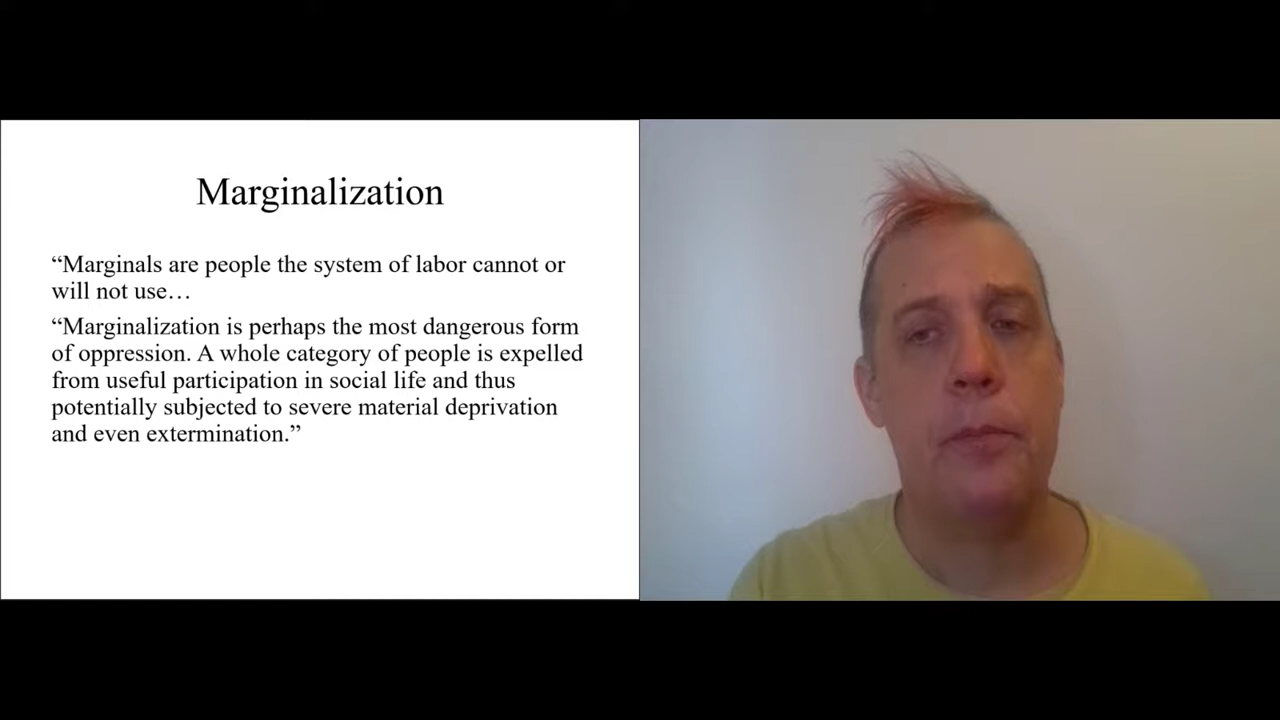 Marginalization
“Marginals are people the system of labor cannot or
will not use…
“Marginalization is perhaps the most dangerous form
of oppression. A whole category of people is expelled
from useful participation in social life and thus
potentially subjected to severe material deprivation
and even extermination.”